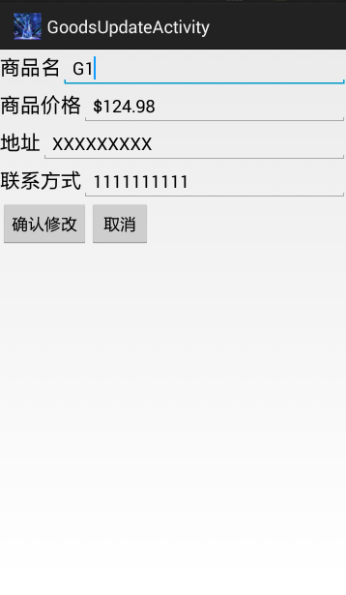 GoodsUpdateActivity
商品名 G1
商品价格 $124.98
地址 XXXXXXXXX
联系方式 1111111111
确认修改 取消